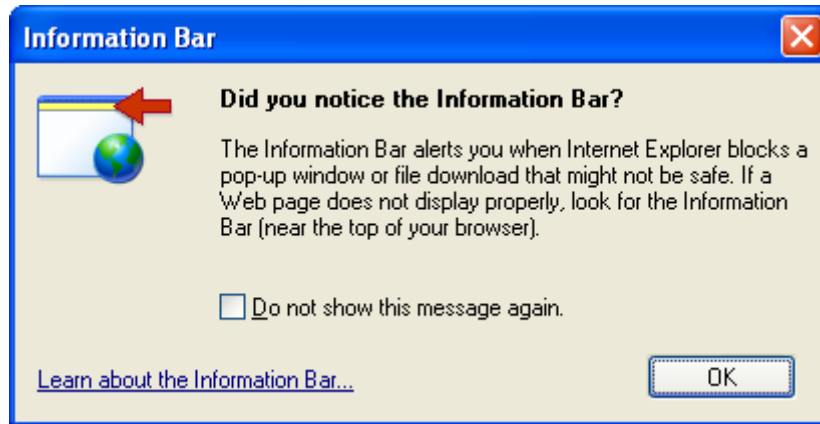 Information Bar
Did you notice the Information Bar?
The Information Bar alerts you when Internet Explorer blocks a
pop-up window or file download that might not be safe. If a
Web page does not display properly, look for the Information
Bar (near the top of your browser).
Do not show this message again.
Learn about the Information Bar...
OK